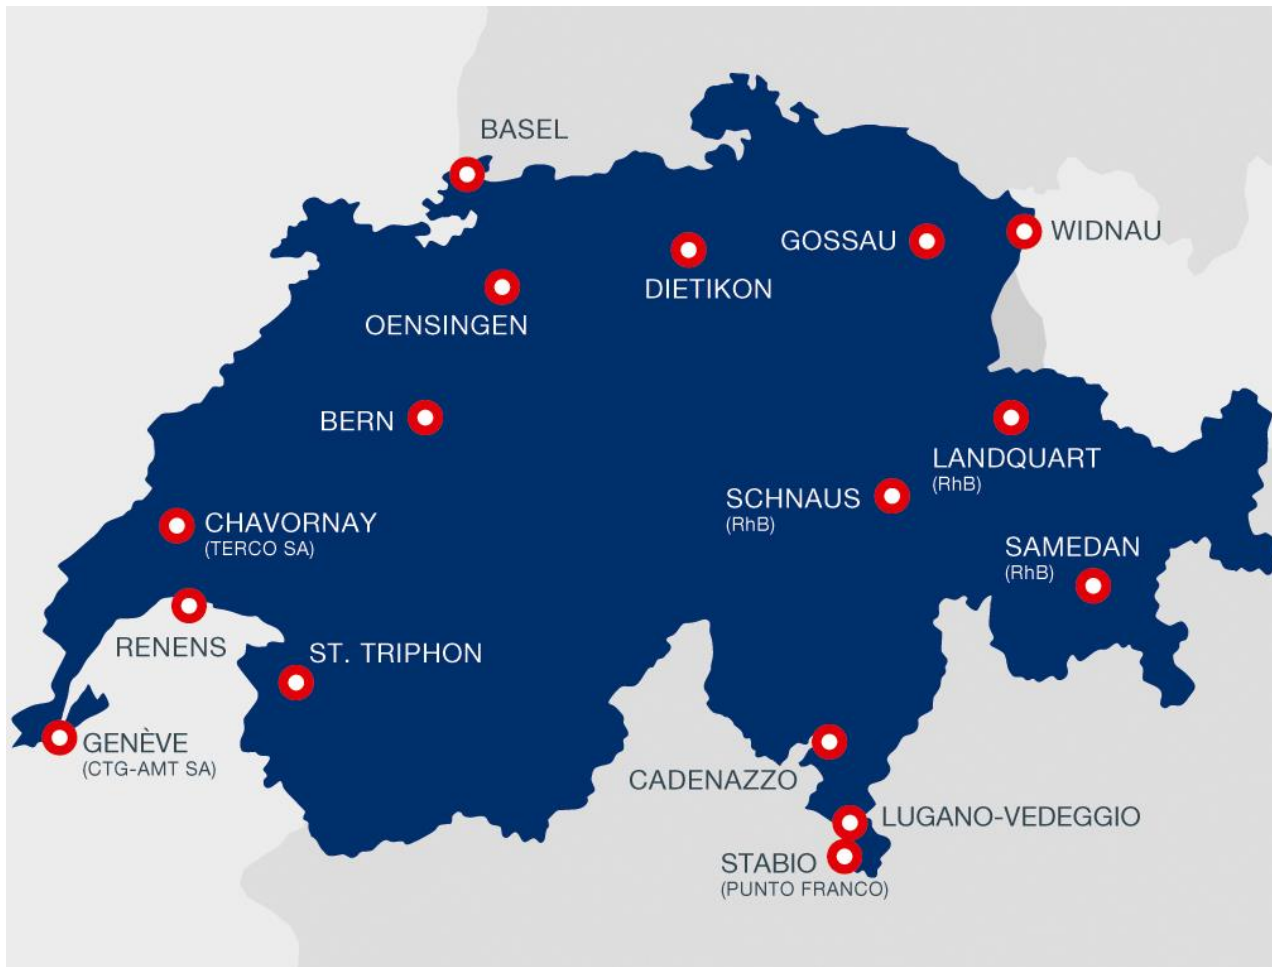 BASEL
GOSSAU
WIDNAU
DIETIKON
OENSINGEN
BERN
LANDQUART
(RhB)
SCHNAUS
(RhB)
CHAVORNAY
(TERCO SA)
SAMEDAN
(RhB)
RENENS
ST. TRIPHON
GENÈVE
(CTG-AMT SA)
CADENAZZO
LUGANO-VEDEGGIO
STABIO
(PUNTO FRANCO)